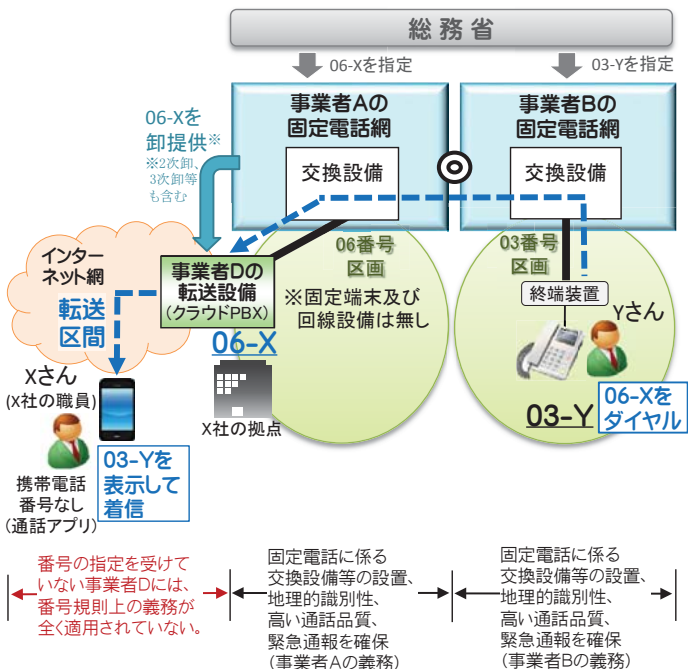 総務省
06-Xを指定
03-Yを指定
事業者Aの
固定電話網
交換設備
事業者Bの
固定電話網
交換設備
06-Xを
卸提供※
※2次卸、
3次卸等
も含む
インター
ネット網
転送
区間
事業者Dの
転送設備
(クラウドPBX)
06-X
X社の拠点
06番号
区画
※固定端末及び
回線設備は無し
03番号
区画
終端装置
Yさん
03-Y
06-Xを
ダイヤル
Xさん
(X社の職員)
携帯電話
番号なし
(通話アプリ)
03-Yを
表示して
着信
番号の指定を受けて
いない事業者Dには、
番号規則上の義務が
全く適用されていない。
固定電話に係る
交換設備等の設置、
地理的識別性、
高い通話品質、
緊急通報を確保
(事業者Aの義務)
固定電話に係る
交換設備等の設置、
地理的識別性、
高い通話品質、
緊急通報を確保
(事業者Bの義務)